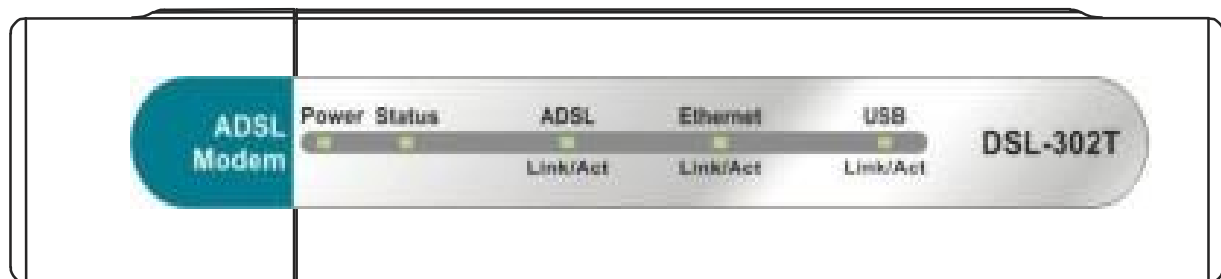 ADSL
Modem
Power Status ADSL Ethernet USB
Link/Act Link/Act Link/Act
DSL-302T